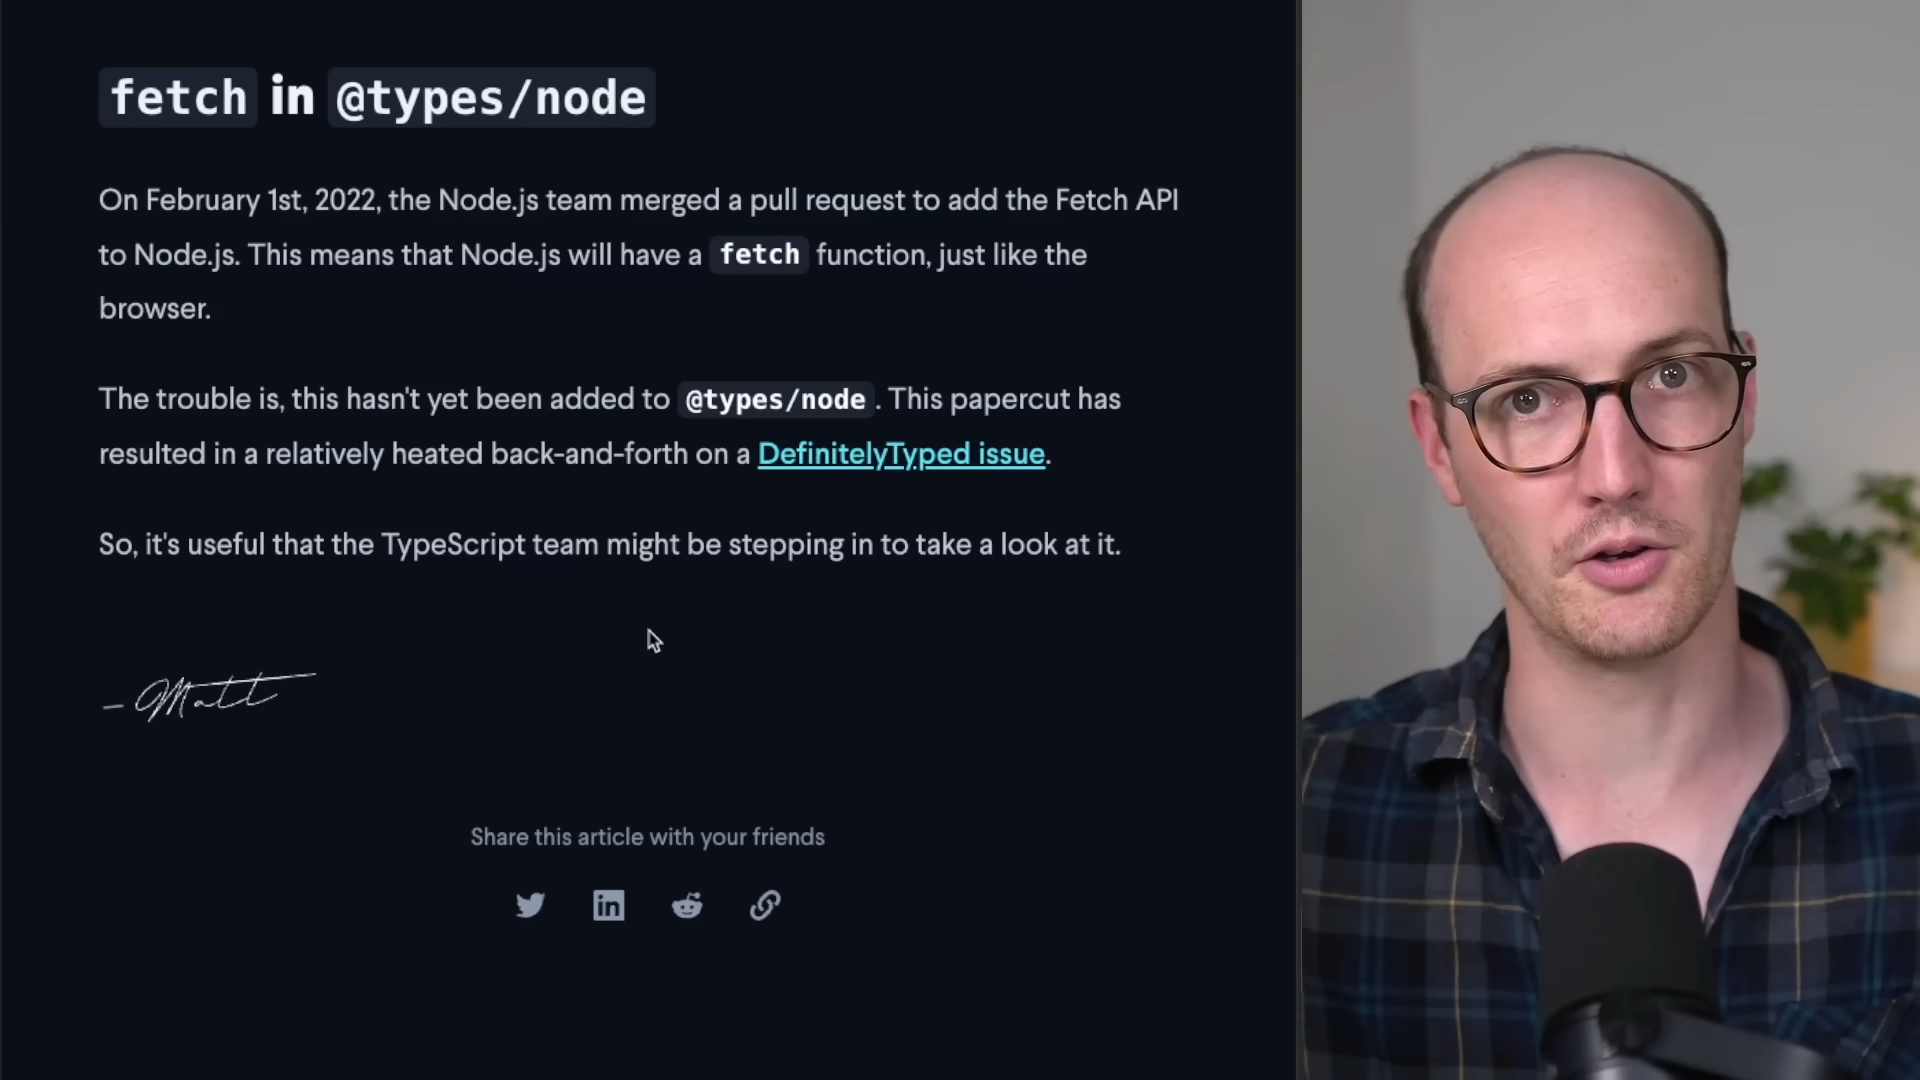 fetch in @types/node
On February 1st, 2022, the Node.js team merged a pull request to add the Fetch API
to Node.js. This means that Node.js will have a fetch function, just like the
browser.
The trouble is, this hasn't yet been added to @types/node. This papercut has
resulted in a relatively heated back-and-forth on a DefinitelyTyped issue.
So, it's useful that the TypeScript team might be stepping in to take a look at it.
– Matt
Share this article with your friends
in